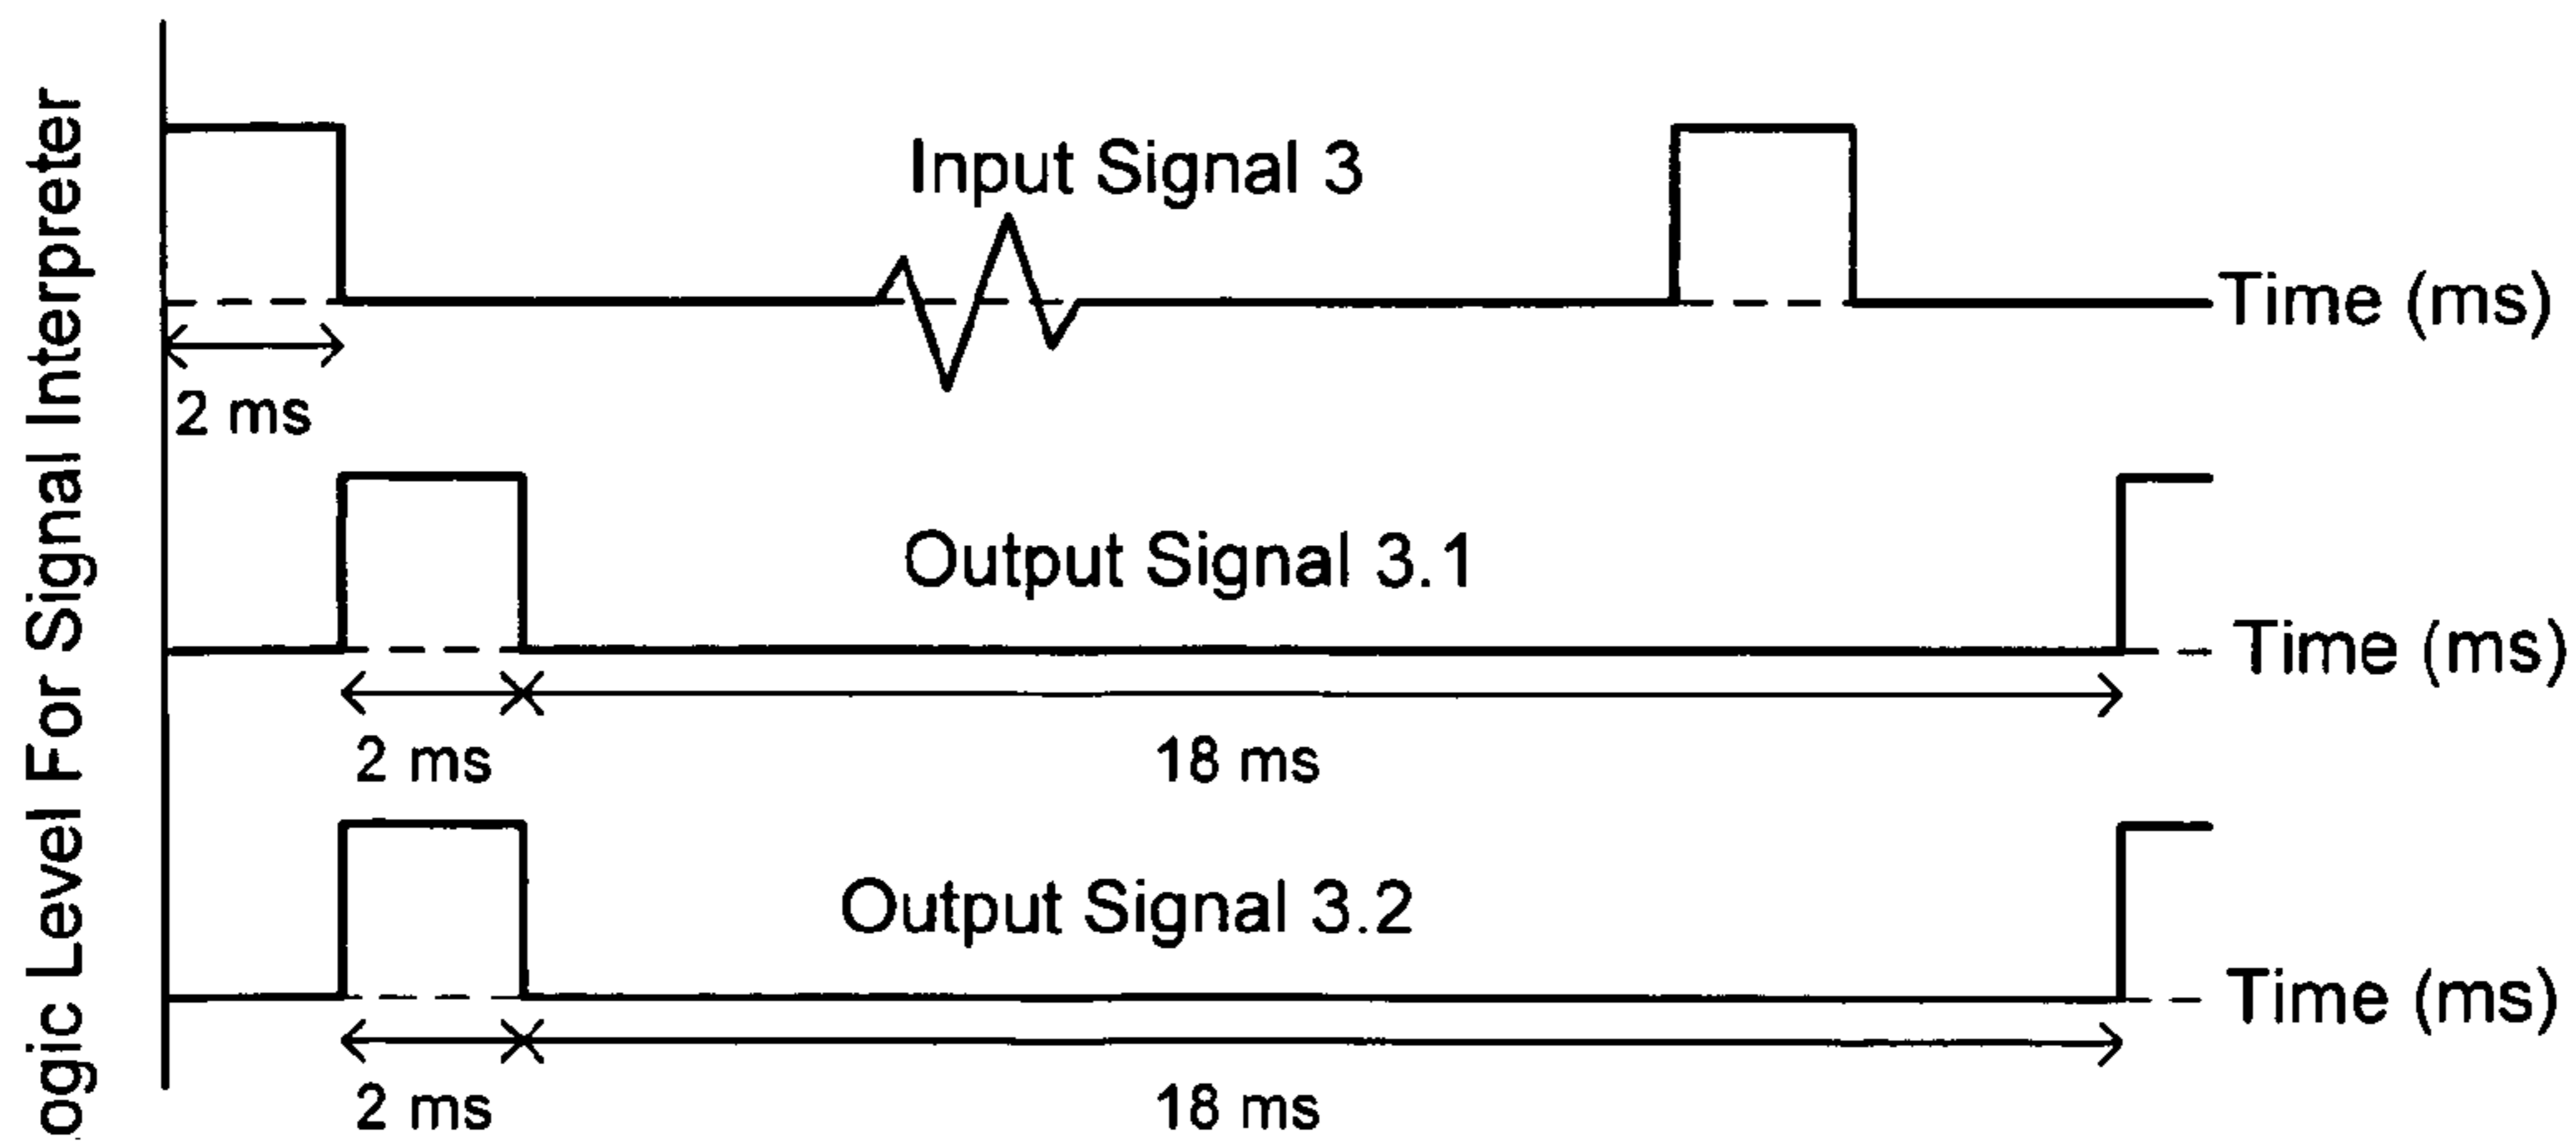 ogic Level For Signal Interpreter
Input Signal 3
Time (ms)
2 ms
Output Signal 3.1
Time (ms)
2 ms
18 ms
Output Signal 3.2
Time (ms)
2 ms
18 ms